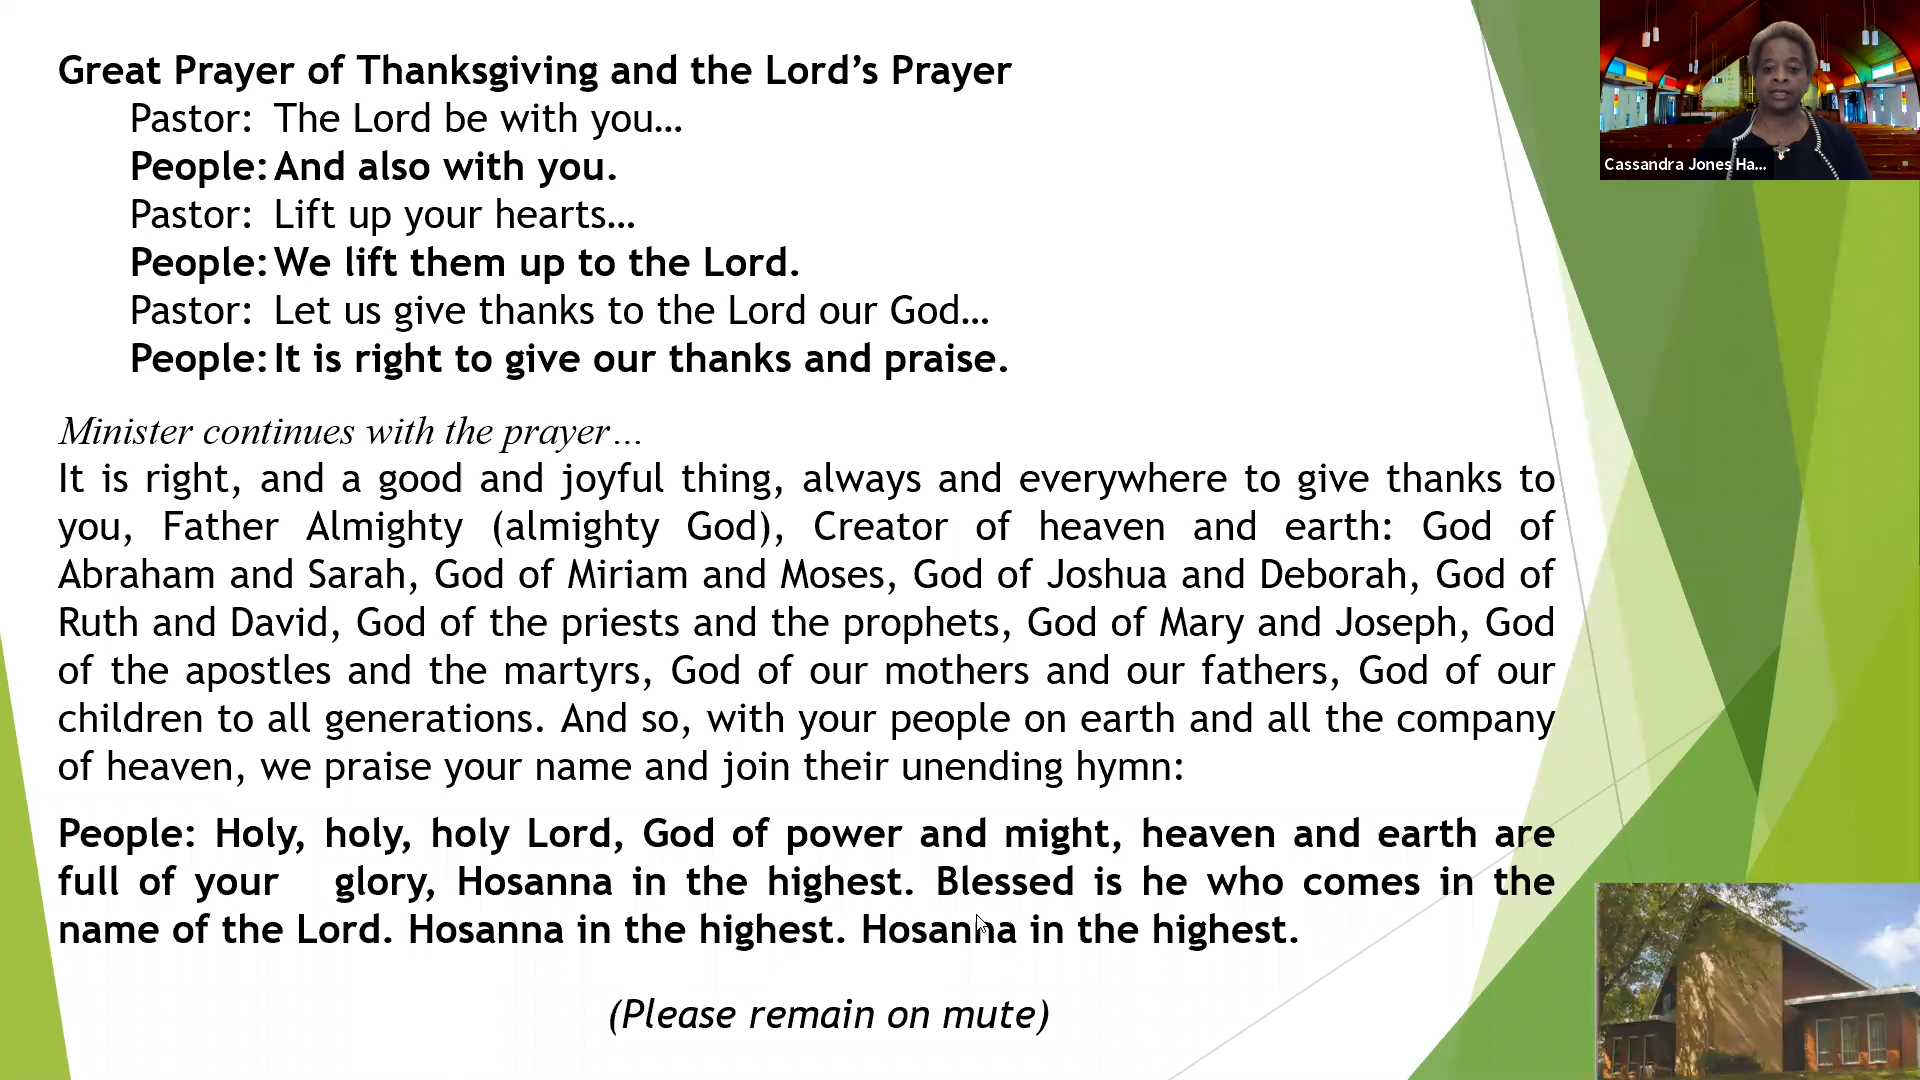 Great Prayer of Thanksgiving and the Lord’s Prayer
Pastor: The Lord be with you…
People: And also with you.
Pastor: Lift up your hearts…
People: We lift them up to the Lord.
Pastor: Let us give thanks to the Lord our God…
People: It is right to give our thanks and praise.
Minister continues with the prayer…
It is right, and a good and joyful thing, always and everywhere to give thanks to
you, Father Almighty (almighty God), Creator of heaven and earth: God of
Abraham and Sarah, God of Miriam and Moses, God of Joshua and Deborah, God of
Ruth and David, God of the priests and the prophets, God of Mary and Joseph, God
of the apostles and the martyrs, God of our mothers and our fathers, God of our
children to all generations. And so, with your people on earth and all the company
of heaven, we praise your name and join their unending hymn:
People: Holy, holy, holy Lord, God of power and might, heaven and earth are
full of your glory, Hosanna in the highest. Blessed is he who comes in the
name of the Lord. Hosanna in the highest. Hosanna in the highest.
(Please remain on mute)
Cassandra Jones Ha...